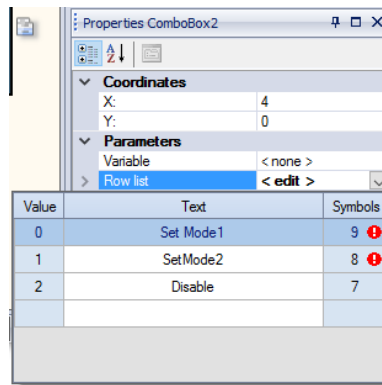 Properties ComboBox2
Coordinates
X: 4
Y: 0
Parameters
Variable < none >
Row list < edit >
Value Text Symbols
0 Set Mode1 9
1 SetMode2 8
2 Disable 7